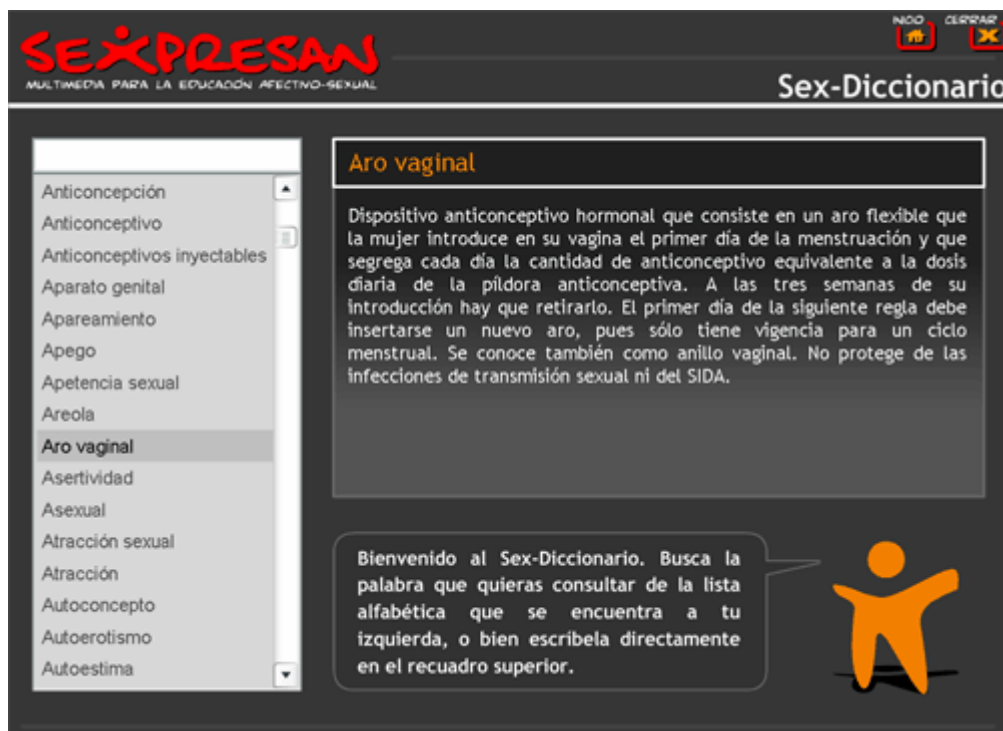 INICIO CERRAR
SEXPRESAN
MULTIMEDIA PARA LA EDUCACIÓN AFECTIVO-SEXUAL
Sex-Diccionario
Anticoncepción
Anticonceptivo
Anticonceptivos inyectables
Aparato genital
Apareamiento
Apego
Apetencia sexual
Areola
Aro vaginal
Asertividad
Asexual
Atracción sexual
Atracción
Autoconcepto
Autoerotismo
Autoestima
Aro vaginal
Dispositivo anticonceptivo hormonal que consiste en un aro flexible que
la mujer introduce en su vagina el primer día de la menstruación y que
segrega cada día la cantidad de anticonceptivo equivalente a la dosis
diaria de la píldora anticonceptiva. A las tres semanas de su
introducción hay que retirarlo. El primer día de la siguiente regla debe
insertarse un nuevo aro, pues sólo tiene vigencia para un ciclo
menstrual. Se conoce también como anillo vaginal. No protege de las
infecciones de transmisión sexual ni del SIDA.
Bienvenido al Sex-Diccionario. Busca la
palabra que quieras consultar de la lista
alfabética que se encuentra a tu
izquierda, o bien escríbela directamente
en el recuadro superior.